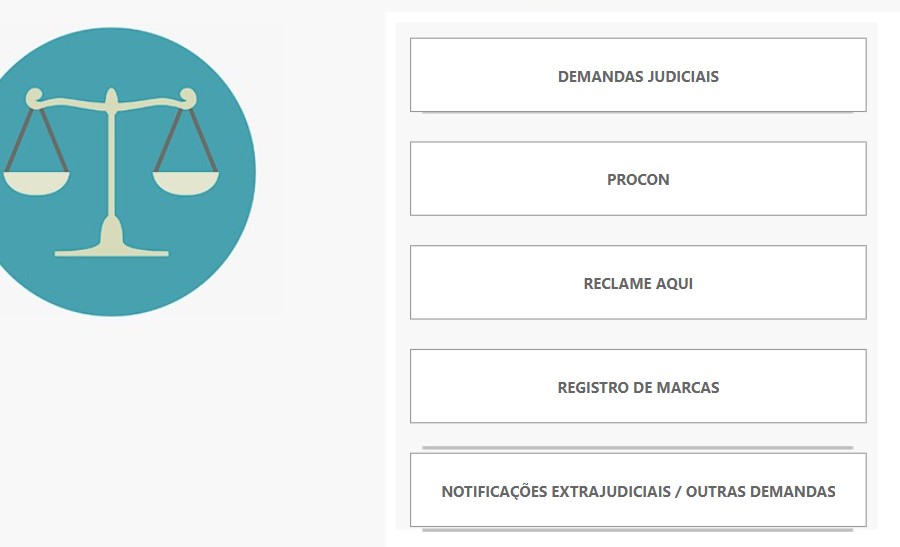 DEMANDAS JUDICIAIS
PROCON
RECLAME AQUI
REGISTRO DE MARCAS
NOTIFICAÇÕES EXTRAJUDICIAIS / OUTRAS DEMANDAS